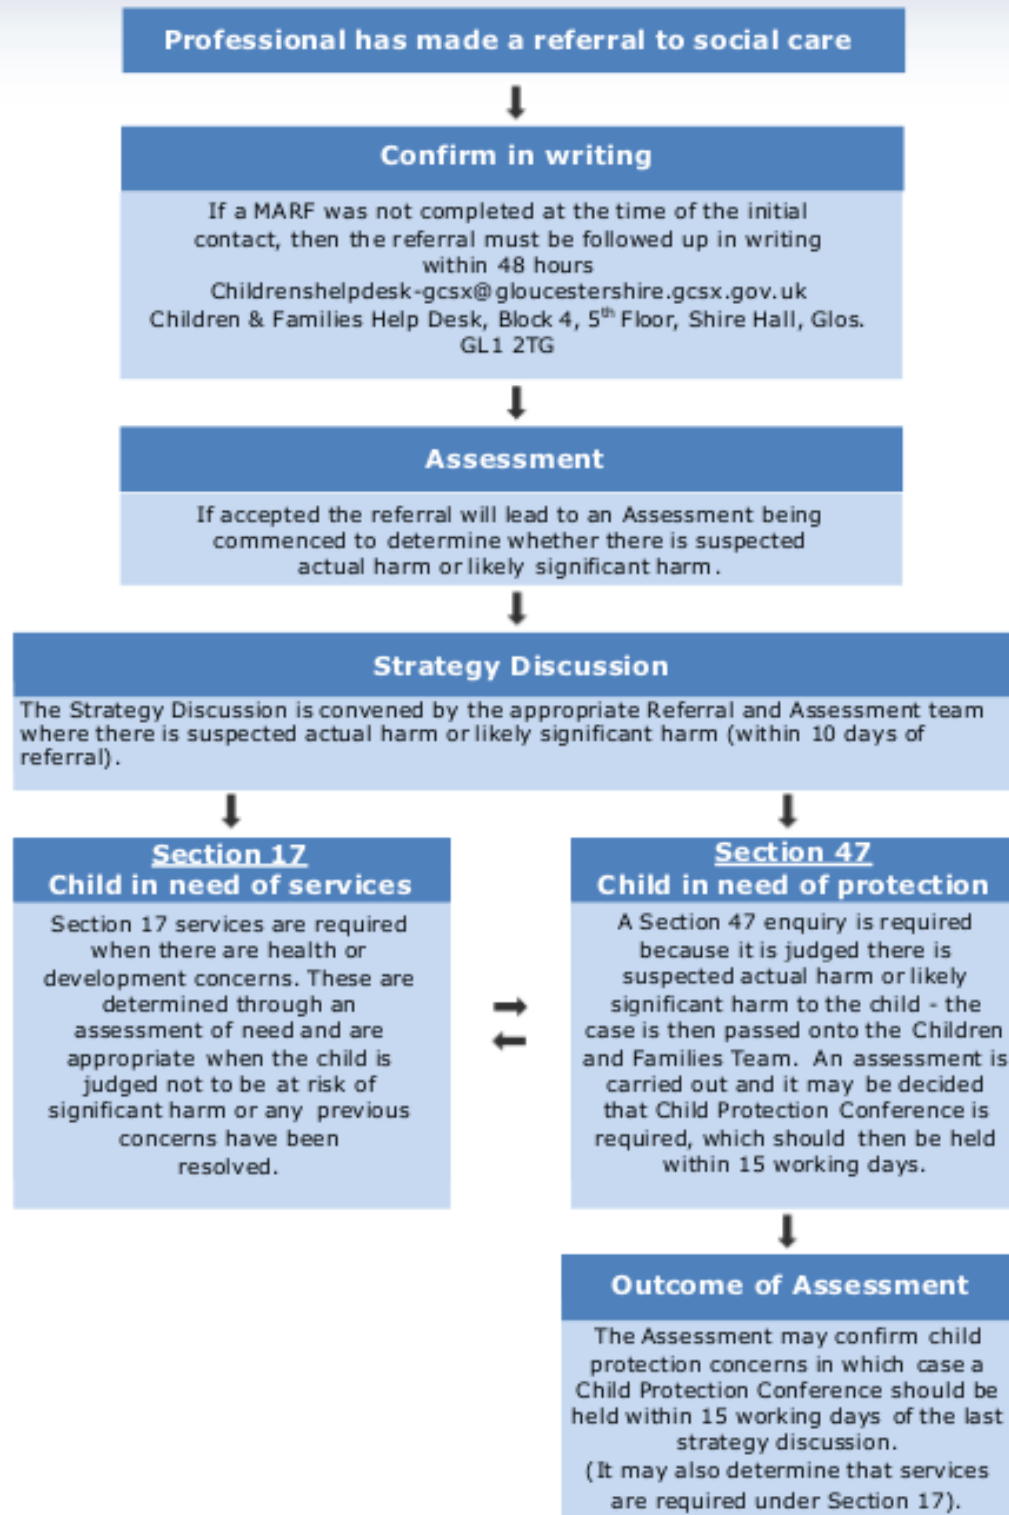 Professional has made a referral to social care
Confirm in writing
If a MARF was not completed at the time of the initial
contact, then the referral must be followed up in writing
within 48 hours
Childrenshelpdesk-gcsx@gloucestershire.gcsx.gov.uk
Children & Families Help Desk, Block 4, 5th Floor, Shire Hall, Glos.
GL1 2TG
Assessment
If accepted the referral will lead to an Assessment being
commenced to determine whether there is suspected
actual harm or likely significant harm.
Strategy Discussion
The Strategy Discussion is convened by the appropriate Referral and Assessment team
where there is suspected actual harm or likely significant harm (within 10 days of
referral).
Section 17
Child in need of services
Section 17 services are required
when there are health or
development concerns. These are
determined through an
assessment of need and are
appropriate when the child is
judged not to be at risk of
significant harm or any previous
concerns have been
resolved.
Section 47
Child in need of protection
A Section 47 enquiry is required
because it is judged there is
suspected actual harm or likely
significant harm to the child - the
case is then passed onto the Children
and Families Team. An assessment is
carried out and it may be decided
that Child Protection Conference is
required, which should then be held
within 15 working days.
Outcome of Assessment
The Assessment may confirm child
protection concerns in which case a
Child Protection Conference should be
held within 15 working days of the last
strategy discussion.
(It may also determine that services
are required under Section 17).